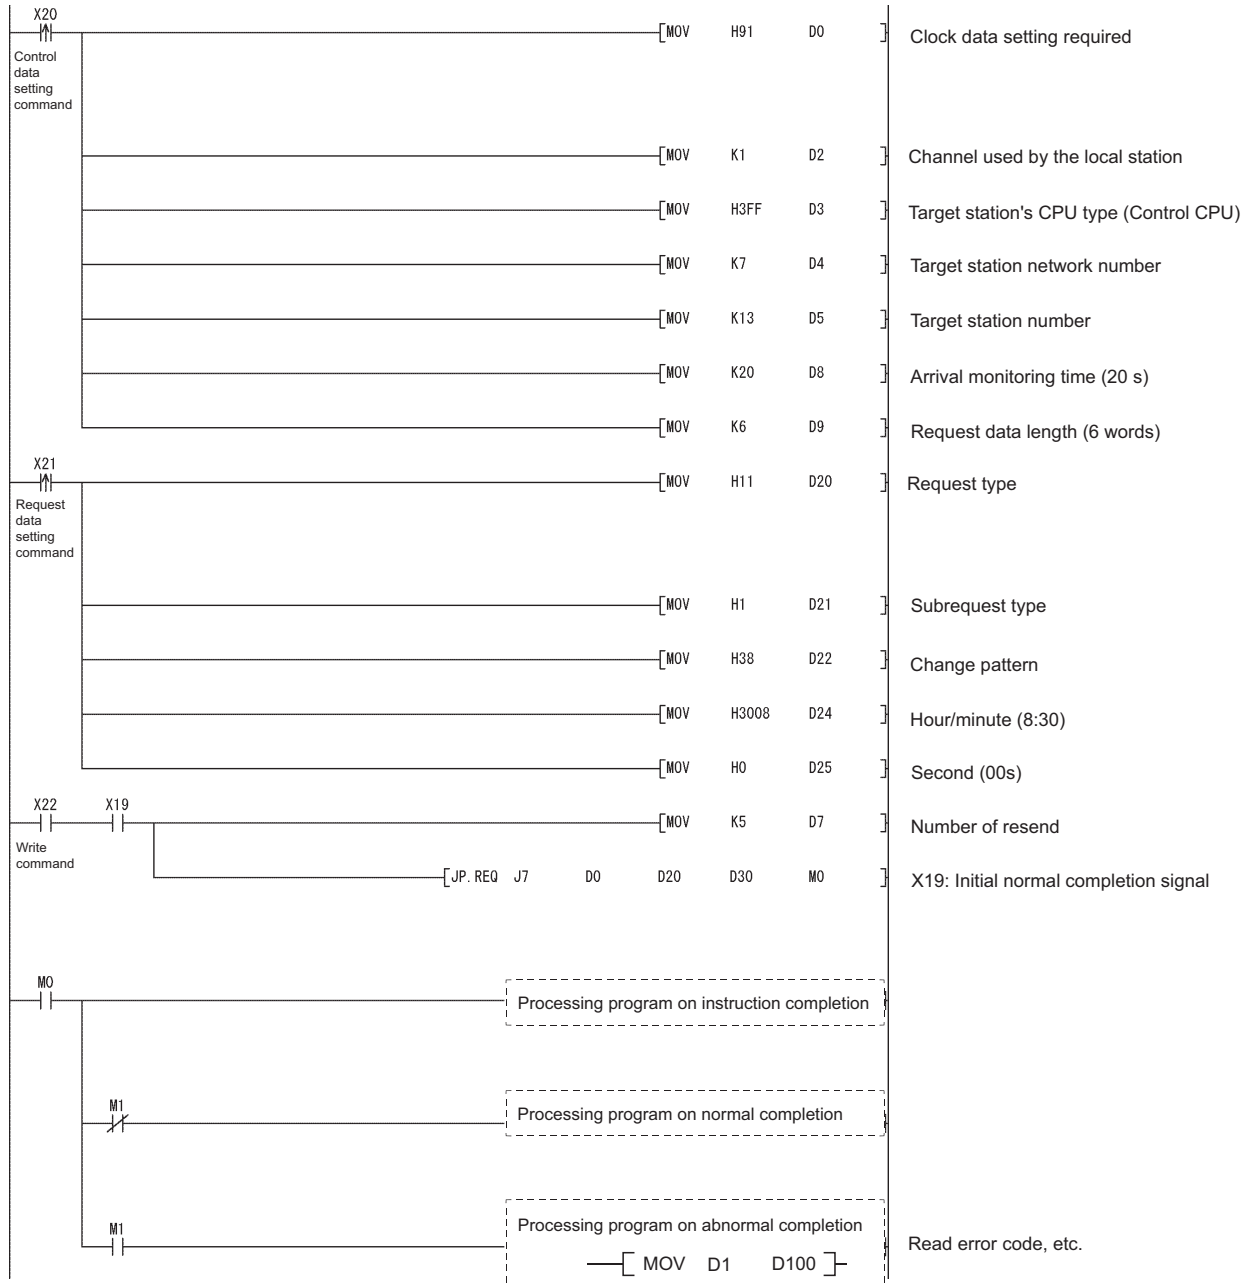 X20
[MOV H91 D0 ] Clock data setting required
Control
data
setting
command
[MOV K1 D2 ] Channel used by the local station
[MOV H3FF D3 ] Target station's CPU type (Control CPU)
[MOV K7 D4 ] Target station network number
[MOV K13 D5 ] Target station number
[MOV K20 D8 ] Arrival monitoring time (20 s)
[MOV K6 D9 ] Request data length (6 words)
X21
[MOV H11 D20 ] Request type
Request
data
setting
command
[MOV H1 D21 ] Subrequest type
[MOV H38 D22 ] Change pattern
[MOV H3008 D24 ] Hour/minute (8:30)
[MOV H0 D25 ] Second (00s)
X22 X19
[MOV K5 D7 ] Number of resend
Write
command
[JP.REQ J7 D0 D20 D30 M0 ] X19: Initial normal completion signal
M0
Processing program on instruction completion
M1
Processing program on normal completion
M1
Processing program on abnormal completion
[ MOV D1 D100 ] Read error code, etc.